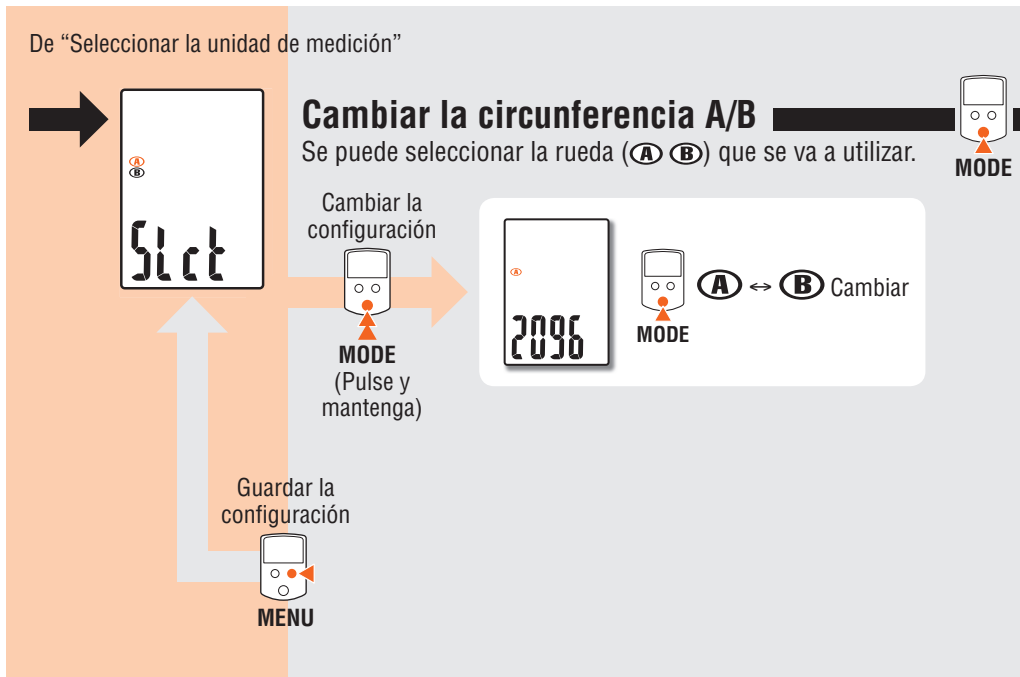 De “Seleccionar la unidad de medición”
Cambiar la circunferencia A/B
Se puede seleccionar la rueda (A B) que se va a utilizar.
MODE
A
B
Slct
Cambiar la
configuración
MODE
(Pulse y
mantenga)
A
2096
MODE
A ↔ B Cambiar
Guardar la
configuración
MENU